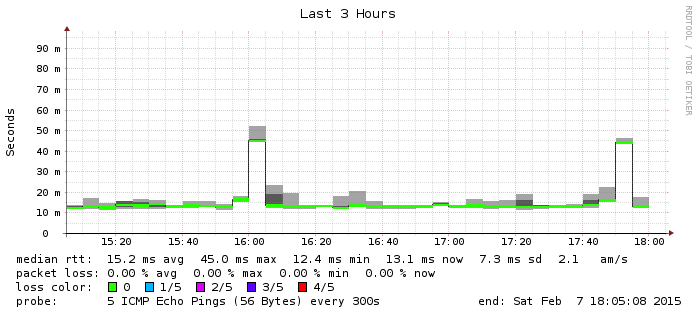 Last 3 Hours
RRDTOOL / TOBI OETIKER
Seconds
90 m
80 m
70 m
60 m
50 m
40 m
30 m
20 m
10 m
0
15:20 15:40 16:00 16:20 16:40 17:00 17:20 17:40 18:00
median rtt: 15.2 ms avg 45.0 ms max 12.4 ms min 13.1 ms now 7.3 ms sd 2.1 am/s
packet loss: 0.00 % avg 0.00 % max 0.00 % min 0.00 % now
loss color: 0 1/5 2/5 3/5 4/5
probe: 5 ICMP Echo Pings (56 Bytes) every 300s end: Sat Feb 7 18:05:08 2015